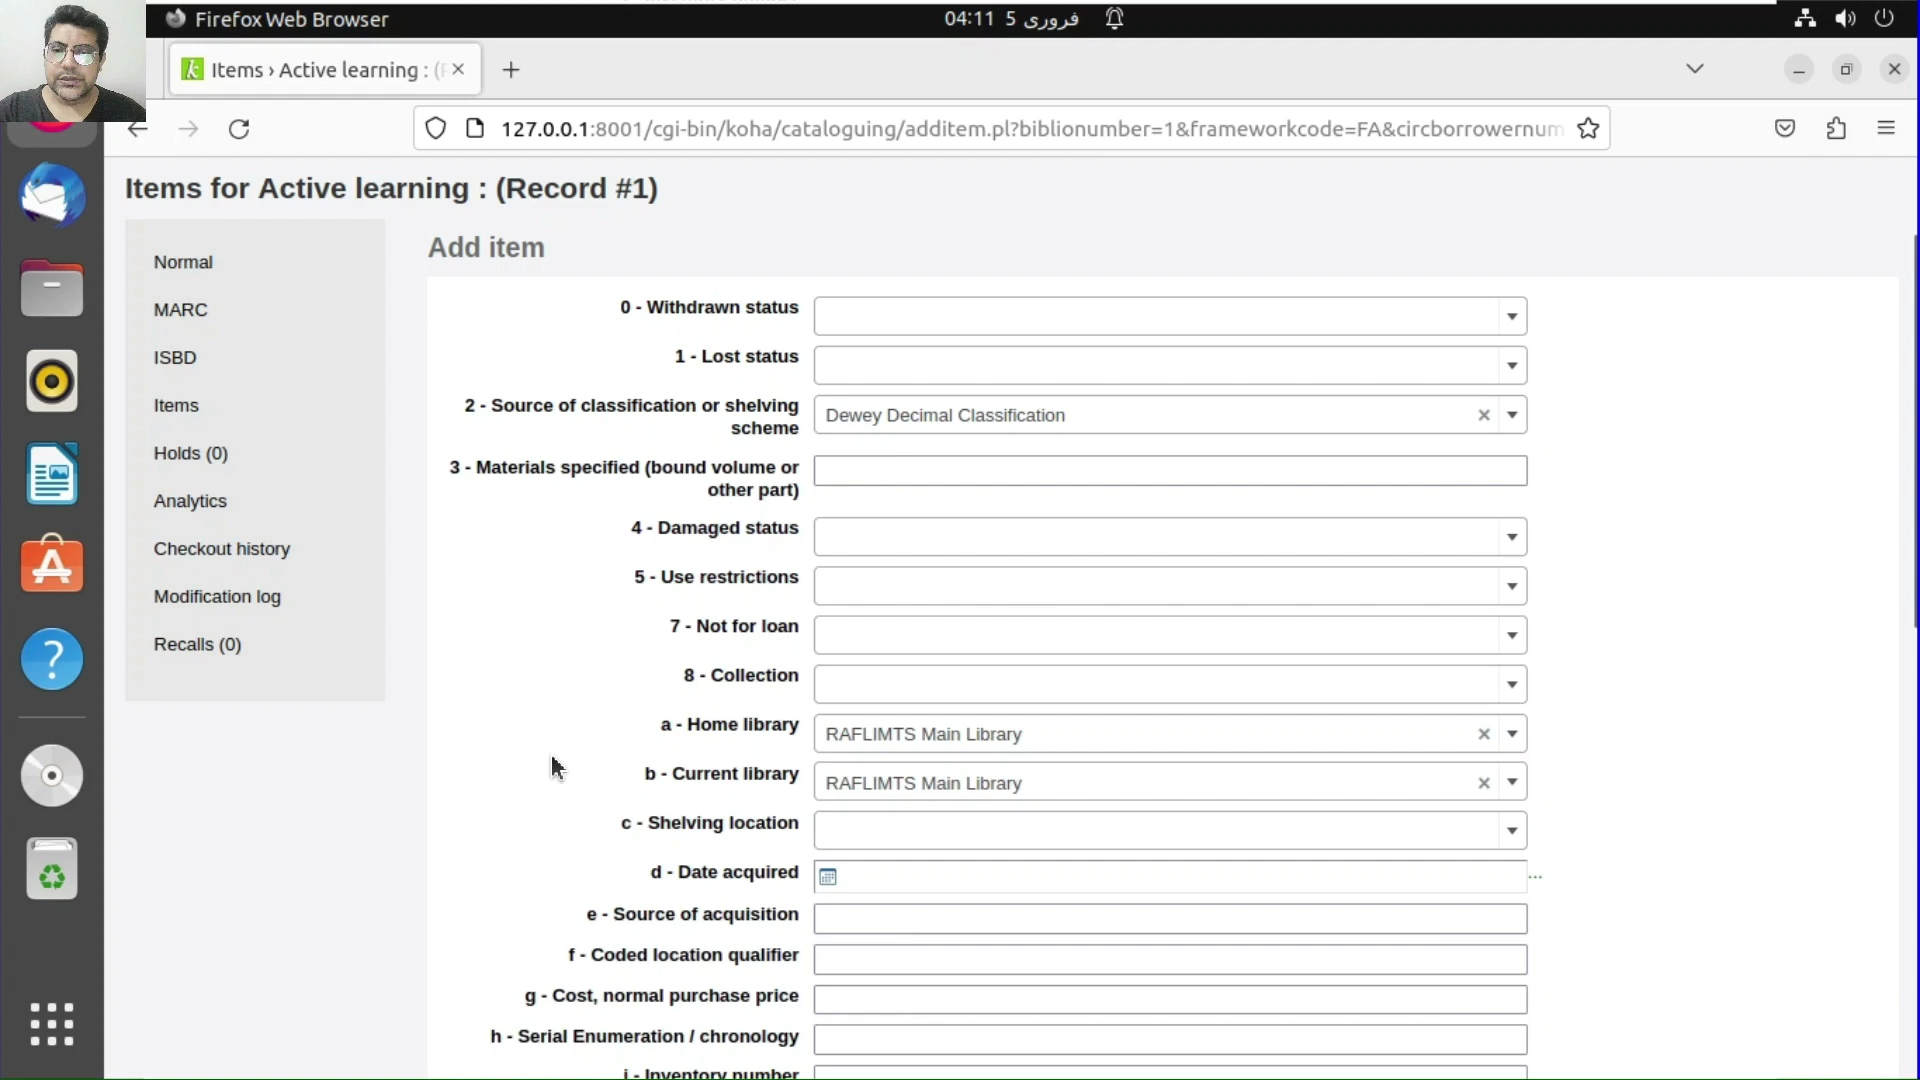 Firefox Web Browser
04:11 5 فروری
Items › Active learning : (
127.0.0.1:8001/cgi-bin/koha/cataloguing/additem.pl?biblionumber=1&frameworkcode=FA&circborrowernum
Items for Active learning : (Record #1)
Normal
MARC
ISBD
Items
Holds (0)
Analytics
Checkout history
Modification log
Recalls (0)
Add item
0 - Withdrawn status
1 - Lost status
2 - Source of classification or shelving
scheme
Dewey Decimal Classification
3 - Materials specified (bound volume or
other part)
4 - Damaged status
5 - Use restrictions
7 - Not for loan
8 - Collection
a - Home library
RAFLIMTS Main Library
b - Current library
RAFLIMTS Main Library
c - Shelving location
d - Date acquired
...
e - Source of acquisition
f - Coded location qualifier
g - Cost, normal purchase price
h - Serial Enumeration / chronology
i - Inventory number